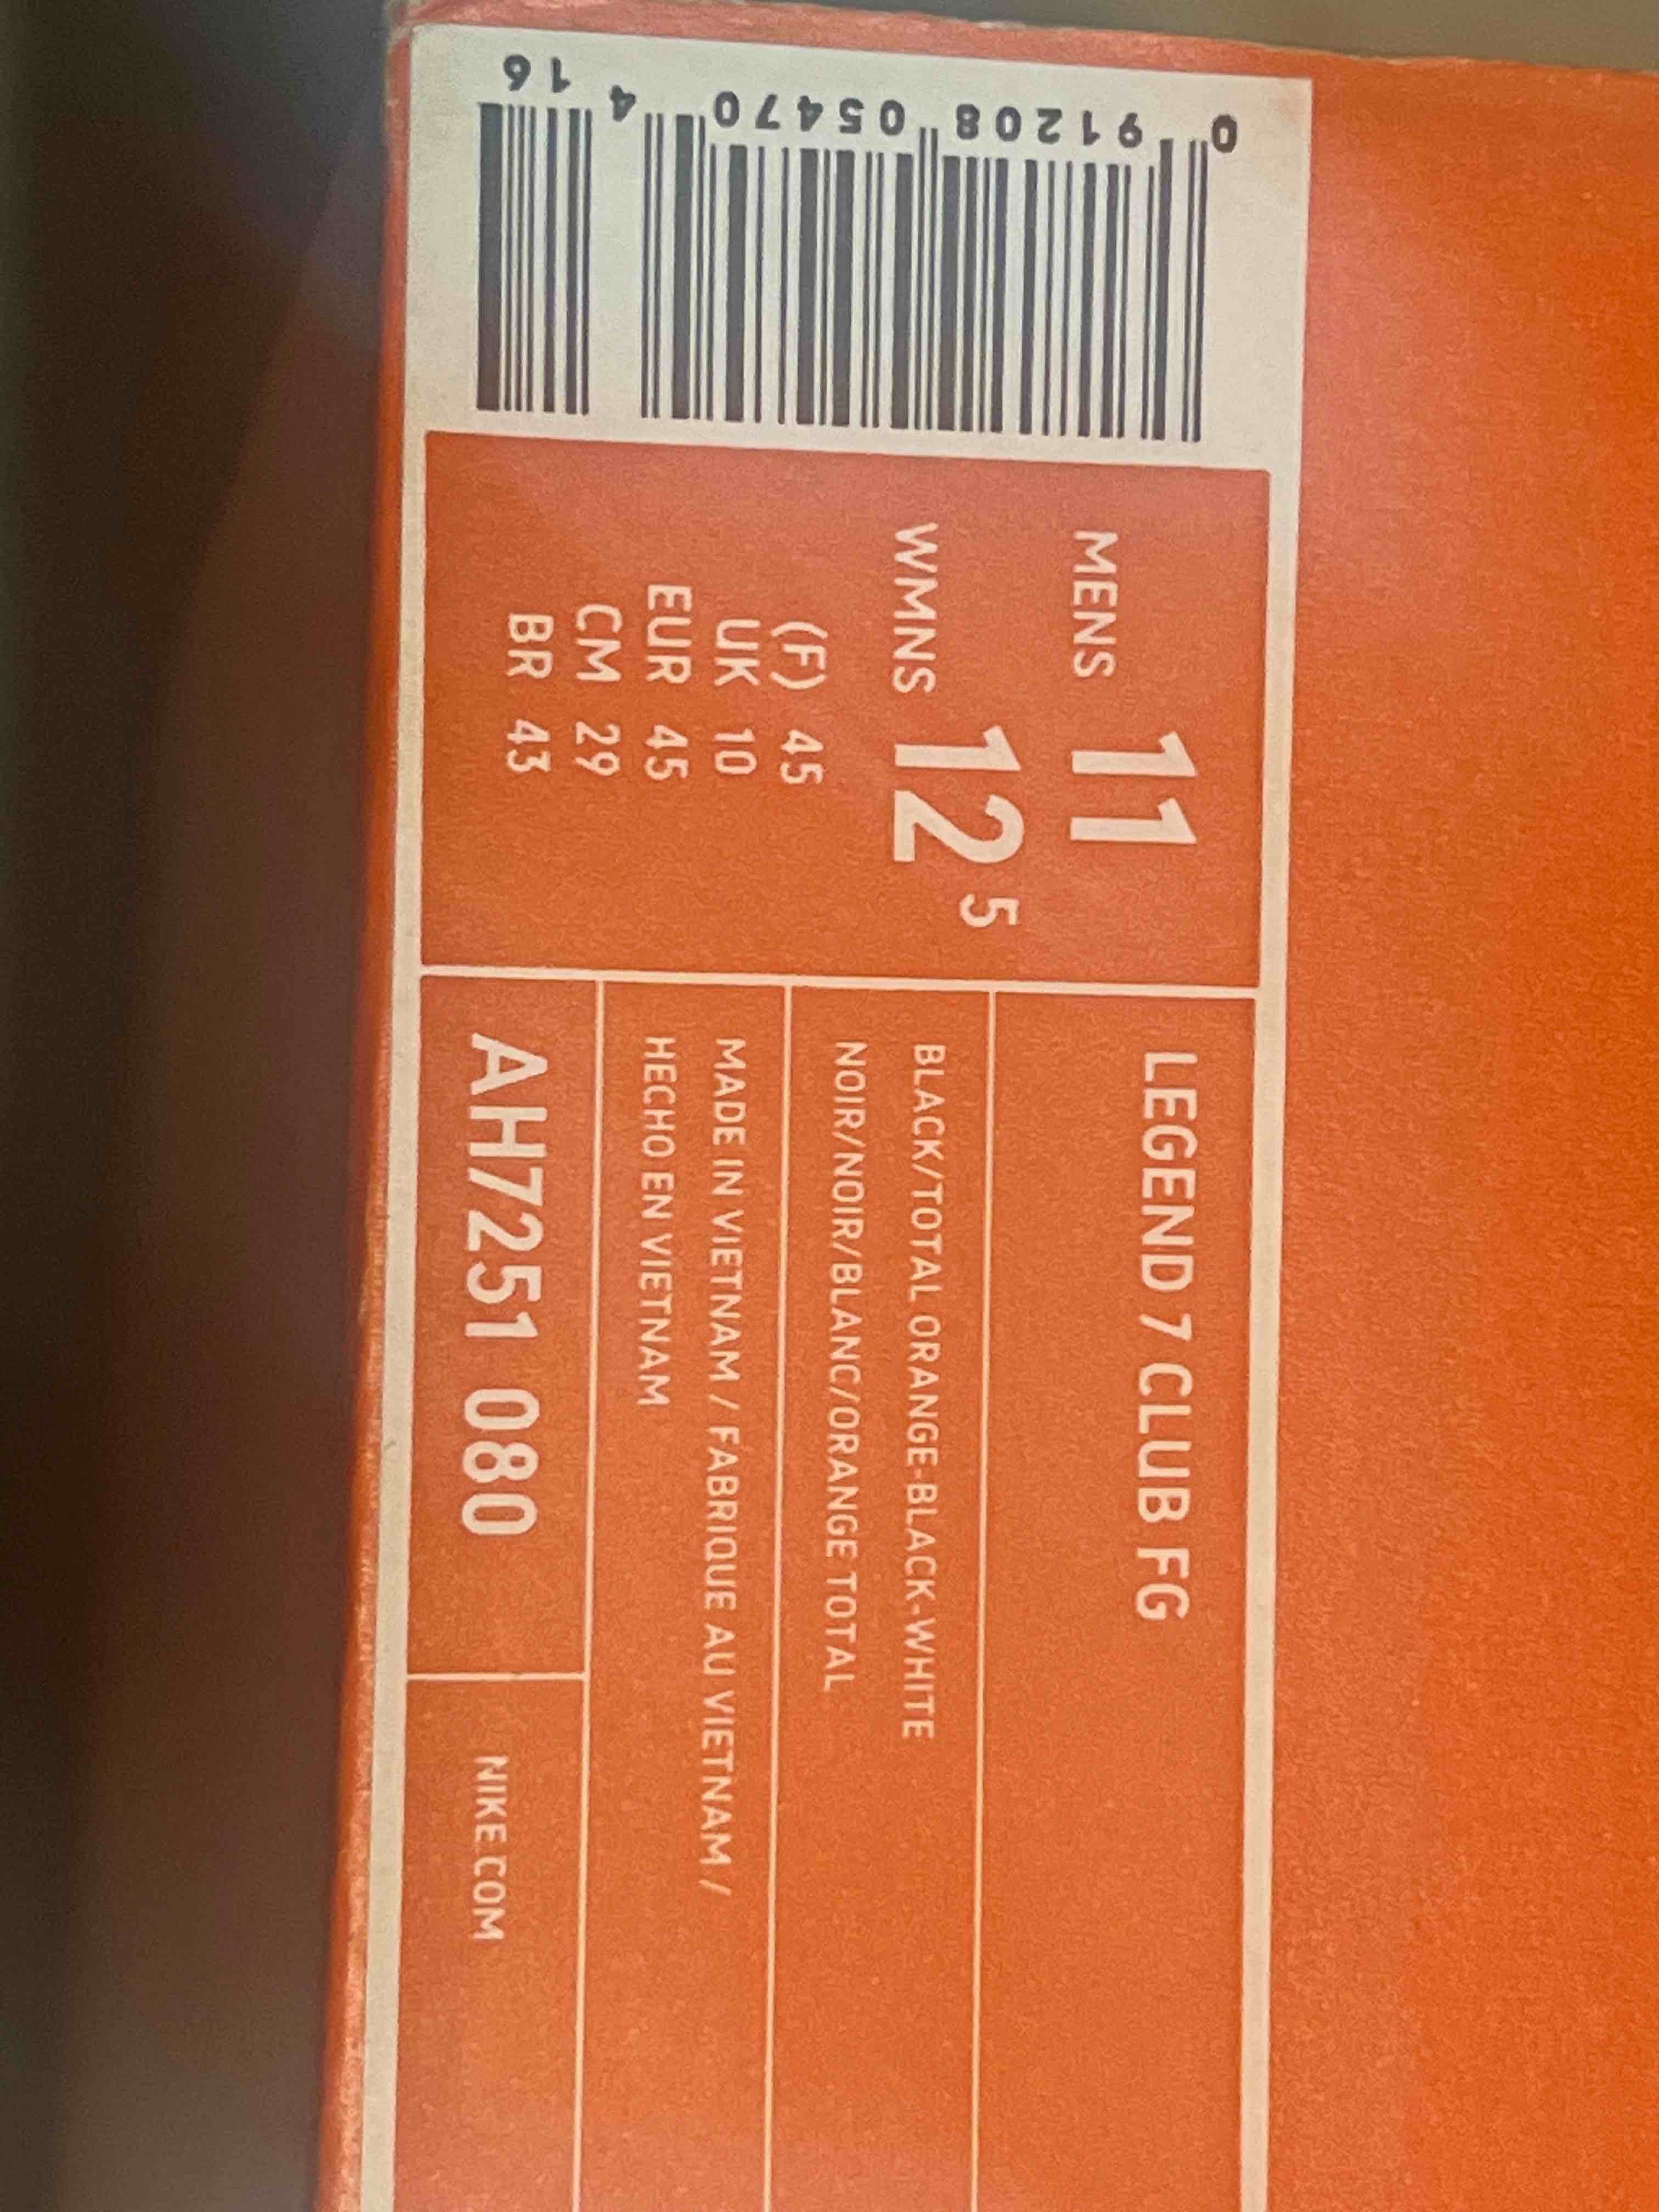 0 91208 05470 4 16
MENS 11
WMNS 12 5
(F) 45
UK 10
EUR 45
CM 29
BR 43
LEGEND 7 CLUB FG
BLACK/TOTAL ORANGE-BLACK-WHITE
NOIR/NOIR/BLANC/ORANGE TOTAL
MADE IN VIETNAM / FABRIQUE AU VIETNAM /
HECHO EN VIETNAM
AH7251 080
NIKE.COM